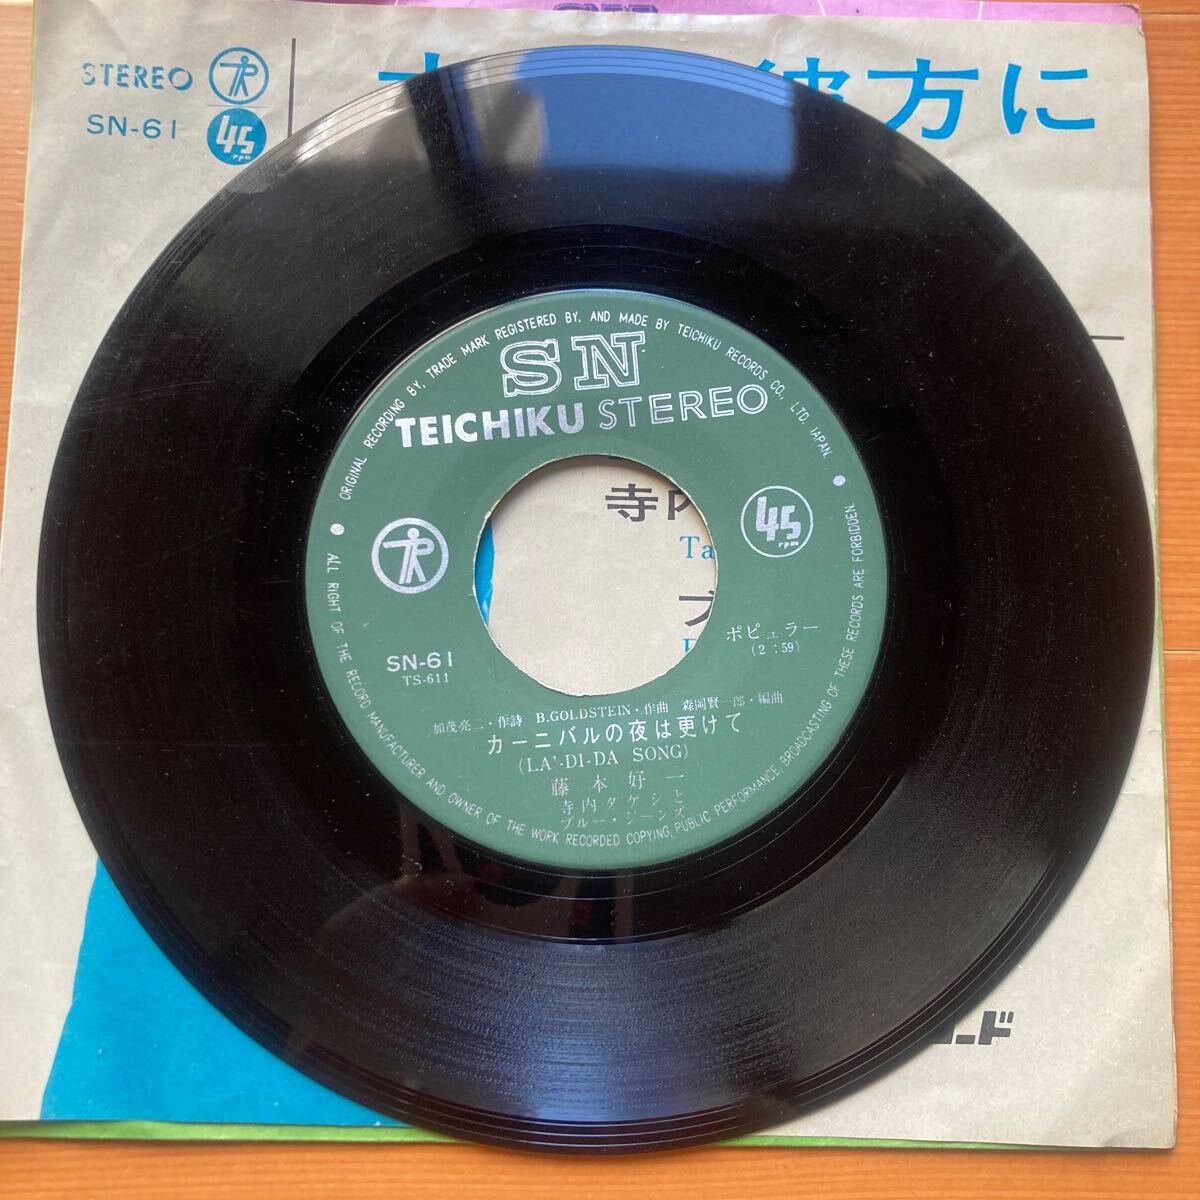 STEREO
SN-61
45
rpm
彼方に
ORIGINAL RECORDING BY, TRADE MARK REGISTERED BY, AND MADE BY TEICHIKU RECORDS CO., LTD. JAPAN.
SN
TEICHIKU STEREO
寺内
Ta
ブ
45
rpm
ポピュラー
(2:59)
SN-61
TS-611
加茂亮二・作詩 B.GOLDSTEIN・作曲 森岡賢一郎・編曲
カーニバルの夜は更けて
(LA'-DI-DA SONG)
藤本好一
寺内タケシと
ブルー・ジーンズ
ALL RIGHT OF THE RECORD MANUFACTURER AND OWNER OF THE WORK RECORDED COPYING, PUBLIC PERFORMANCE, BROADCASTING OF THESE RECORDS ARE FORBIDDEN.
コード